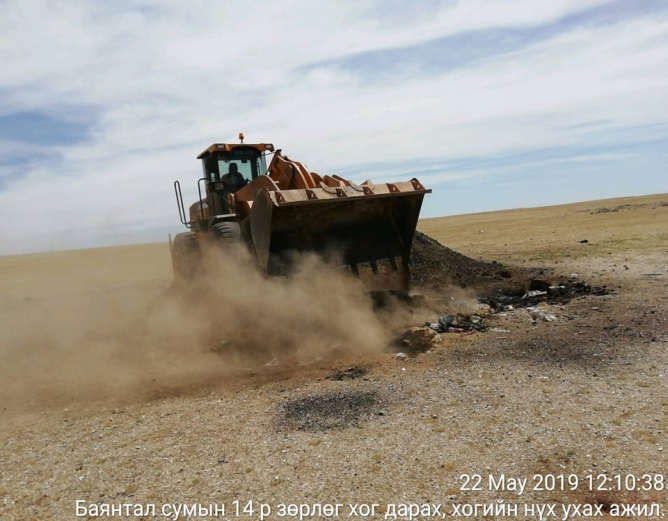 22 May 2019 12:10:38
Баянтал сумын 14 р зөрлөг хог дарах, хогийн нүх ухах ажил.